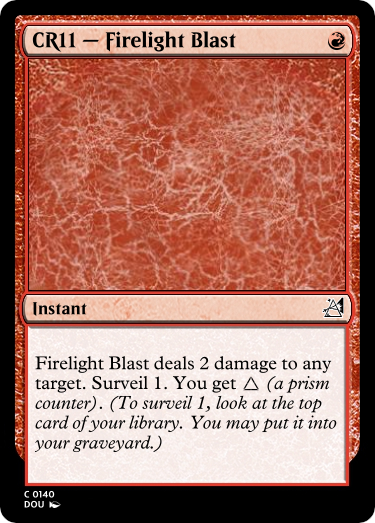 CR11 — Firelight Blast
Instant
Firelight Blast deals 2 damage to any
target. Surveil 1. You get △ (a prism
counter). (To surveil 1, look at the top
card of your library. You may put it into
your graveyard.)
C 0140
DOU